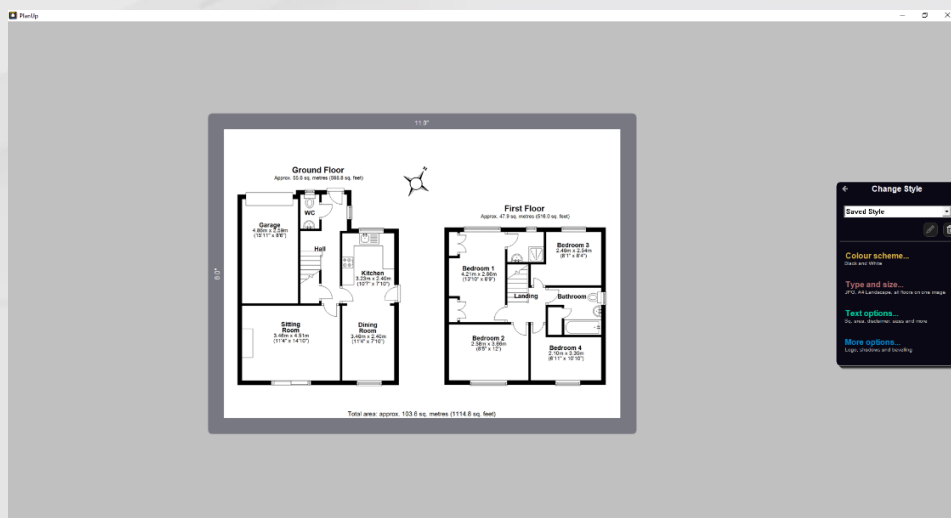 PlanUp
11.0"
8.0"
Ground Floor
Approx. 55.6 sq. metres (598.8 sq. feet)
N
WC
Garage
4.80m x 2.59m
(15'11" x 8'6")
Hall
Kitchen
3.23m x 2.40m
(10'7" x 7'10")
Sitting
Room
3.46m x 4.51m
(11'4" x 14'10")
Dining
Room
3.46m x 2.40m
(11'4" x 7'10")
First Floor
Approx. 47.9 sq. metres (516.0 sq. feet)
Bedroom 1
4.21m x 2.66m
(13'10" x 8'9")
Bedroom 3
2.46m x 2.54m
(8'1" x 8'4")
Landing
Bathroom
Bedroom 2
2.58m x 3.66m
(8'5" x 12')
Bedroom 4
2.10m x 3.26m
(6'11" x 10'8")
Total area: approx. 103.6 sq. metres (1114.8 sq. feet)
Change Style
Saved Style
Colour scheme...
Black and White
Type and size...
JPG, A4 Landscape, all floors on one image
Text options...
Sq. area, disclaimer, sizes and more
More options...
Logo, shadows and bevelling